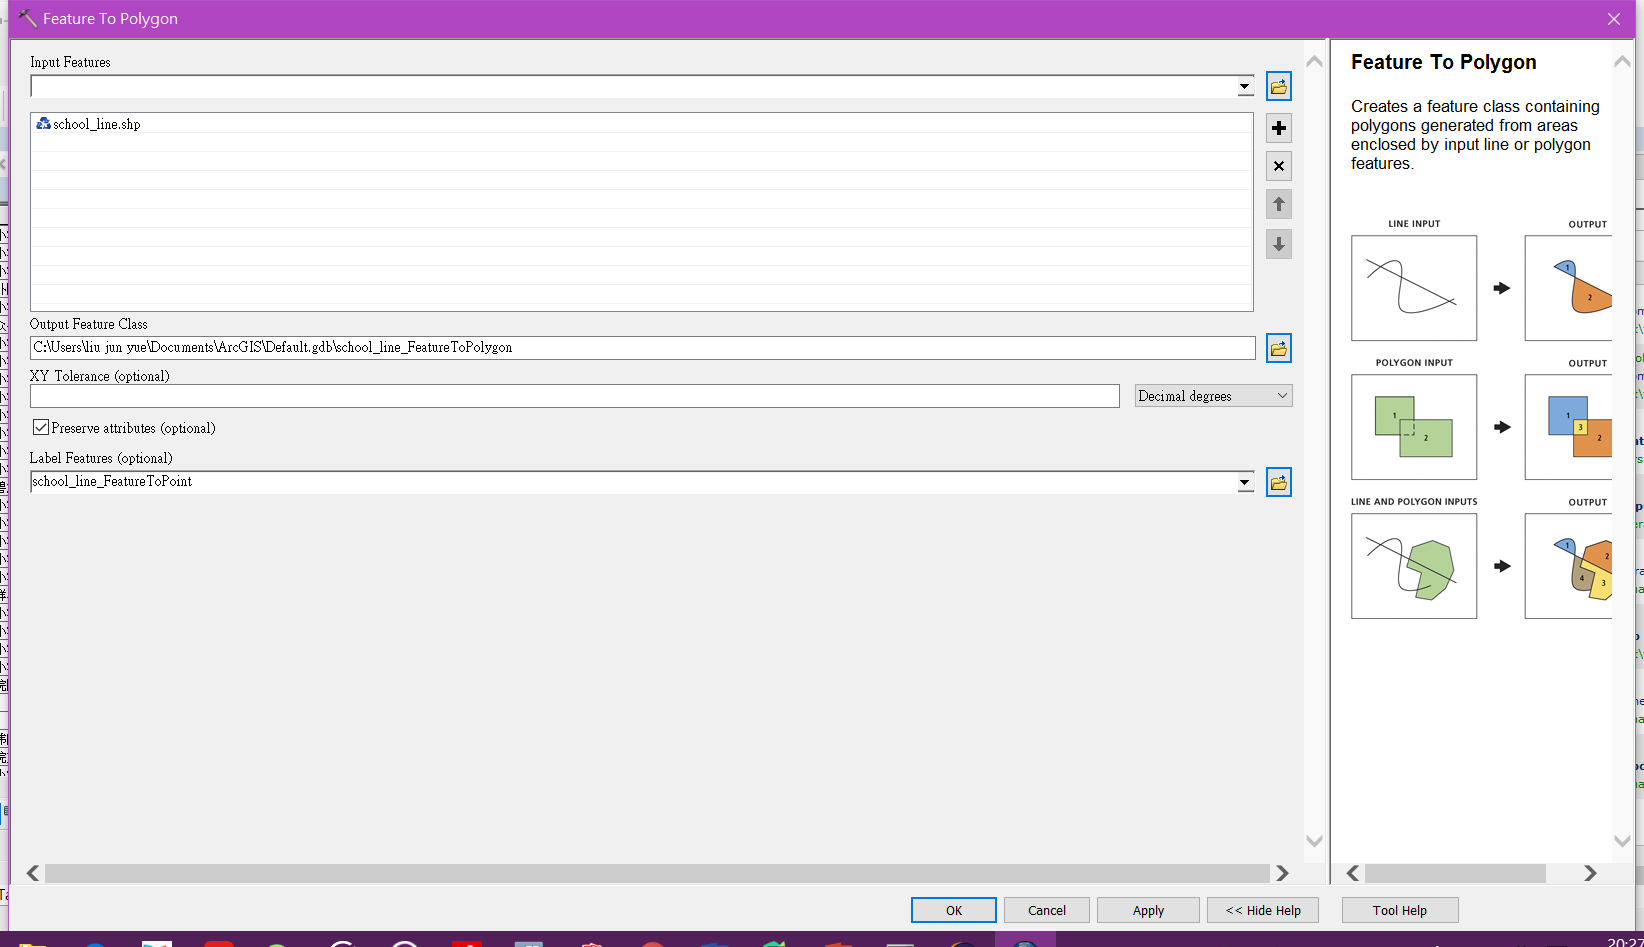 Feature To Polygon
Input Features
school_line.shp
Output Feature Class
C:\Users\liu jun yue\Documents\ArcGIS\Default.gdb\school_line_FeatureToPolygon
XY Tolerance (optional)
Decimal degrees
Preserve attributes (optional)
Label Features (optional)
school_line_FeatureToPoint
OK
Cancel
Apply
<< Hide Help
Tool Help
Feature To Polygon
Creates a feature class containing
polygons generated from areas
enclosed by input line or polygon
features.
LINE INPUT
OUTPUT
1
2
POLYGON INPUT
OUTPUT
1
2
1
3
2
LINE AND POLYGON INPUTS
OUTPUT
1
2
4
3
20:27